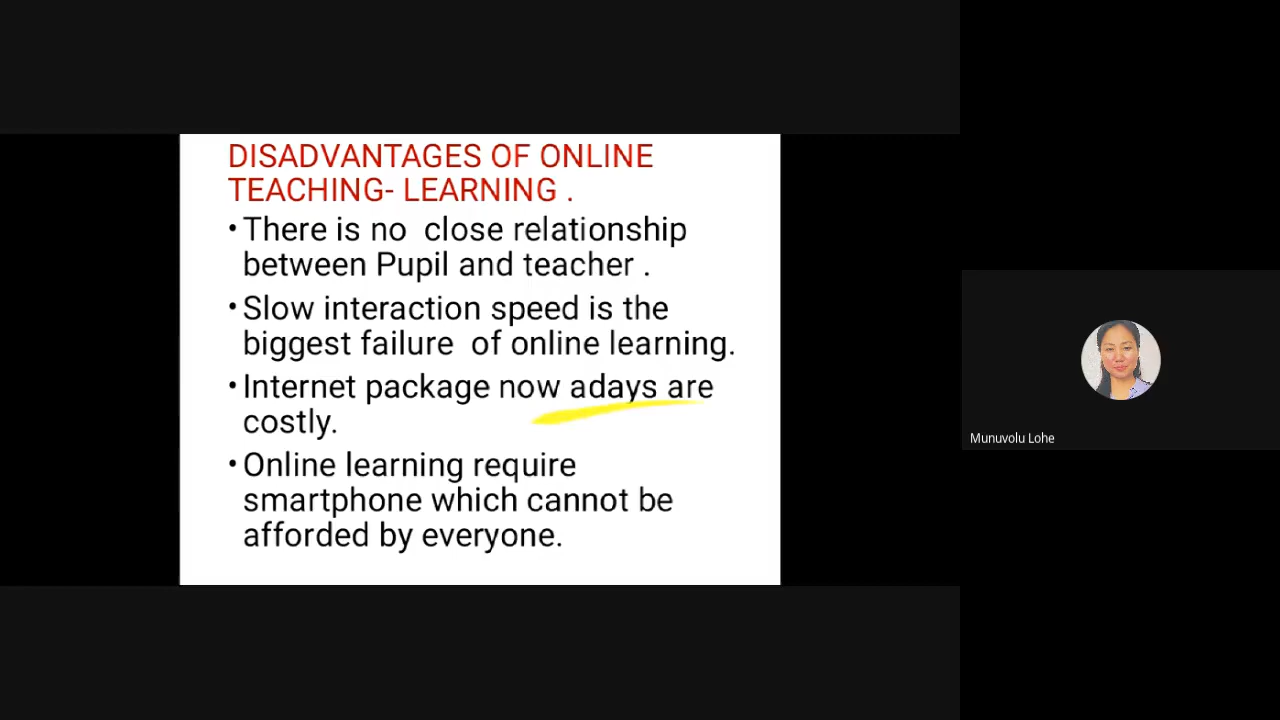 DISADVANTAGES OF ONLINE
TEACHING- LEARNING .
• There is no  close relationship
between Pupil and teacher .
• Slow interaction speed is the
biggest failure  of online learning.
• Internet package now adays are
costly.
• Online learning require
smartphone which cannot be
afforded by everyone.
Munuvolu Lohe